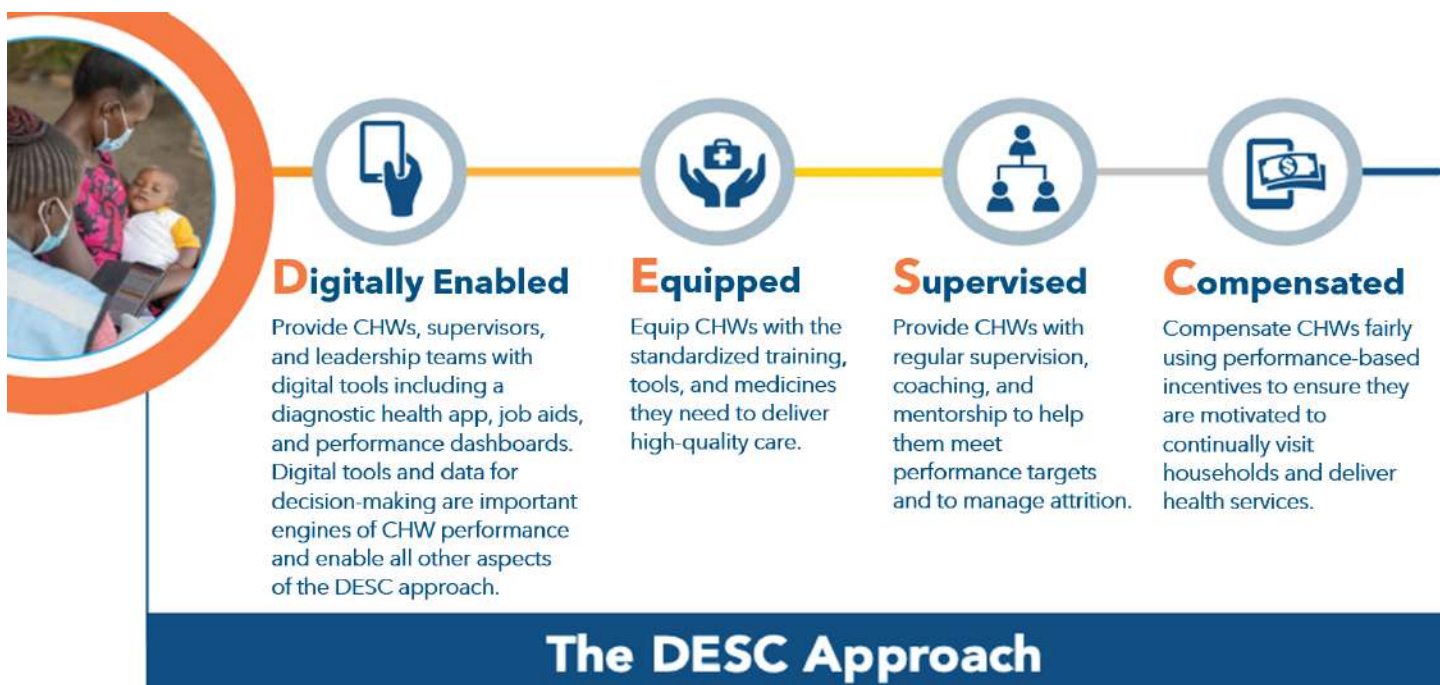 Digitally Enabled
Provide CHWs, supervisors,
and leadership teams with
digital tools including a
diagnostic health app, job aids,
and performance dashboards.
Digital tools and data for
decision-making are important
engines of CHW performance
and enable all other aspects
of the DESC approach.
Equipped
Equip CHWs with the
standardized training,
tools, and medicines
they need to deliver
high-quality care.
Supervised
Provide CHWs with
regular supervision,
coaching, and
mentorship to help
them meet
performance targets
and to manage attrition.
Compensated
Compensate CHWs fairly
using performance-based
incentives to ensure they
are motivated to
continually visit
households and deliver
health services.
The DESC Approach